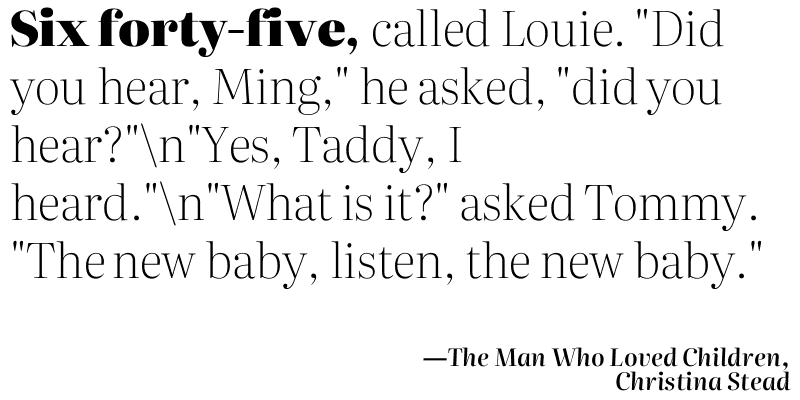 Six forty-five, called Louie. "Did
you hear, Ming," he asked, "did you
hear?"\n"Yes, Taddy, I
heard."\n"What is it?" asked Tommy.
"The new baby, listen, the new baby."
—The Man Who Loved Children,
Christina Stead